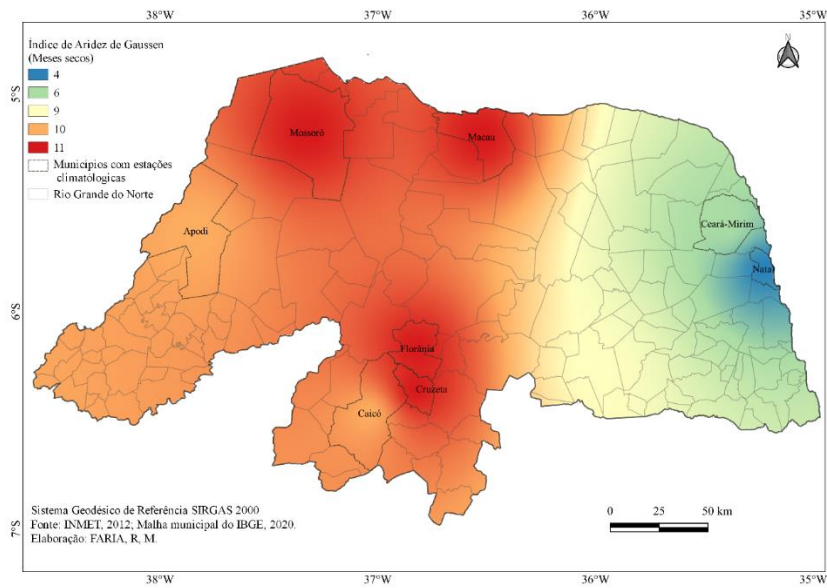 38°W 37°W 36°W 35°W
Índice de Aridez de Gaussen
(Meses secos)
4
6
9
10
11
Municípios com estações
climatólogicas
Rio Grande do Norte
N
5°S
6°S
7°S
Mossoró
Macau
Apodi
Ceará-Mirim
Natal
Florânia
Cruzeta
Caicó
Sistema Geodésico de Referência SIRGAS 2000
Fonte: INMET, 2012; Malha municipal do IBGE, 2020.
Elaboração: FARIA, R, M.
0 25 50 km
38°W 37°W 36°W 35°W